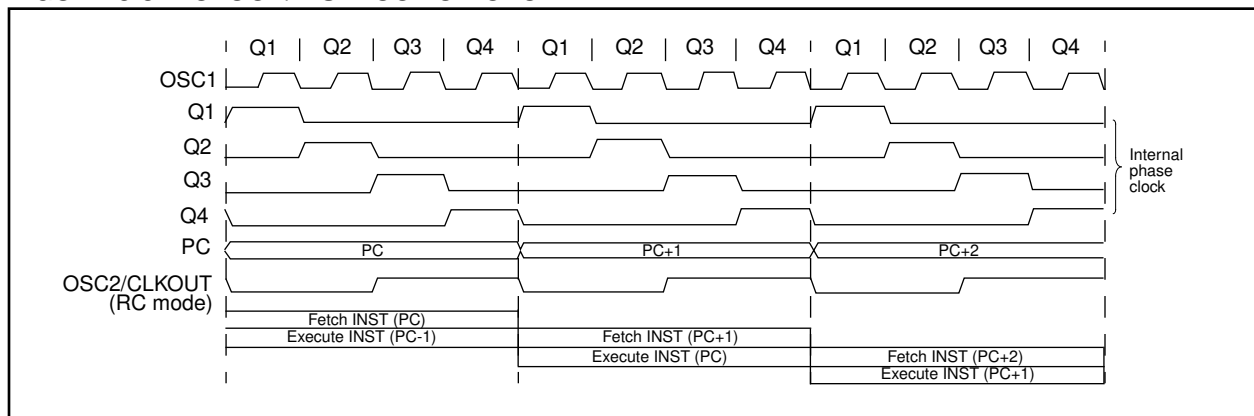 Q1 Q2 Q3 Q4 Q1 Q2 Q3 Q4 Q1 Q2 Q3 Q4
OSC1
Q1
Q2
Q3
Q4
Internal
phase
clock
PC
PC PC+1 PC+2
OSC2/CLKOUT
(RC mode)
Fetch INST (PC)
Execute INST (PC-1) Fetch INST (PC+1)
Execute INST (PC) Fetch INST (PC+2)
Execute INST (PC+1)